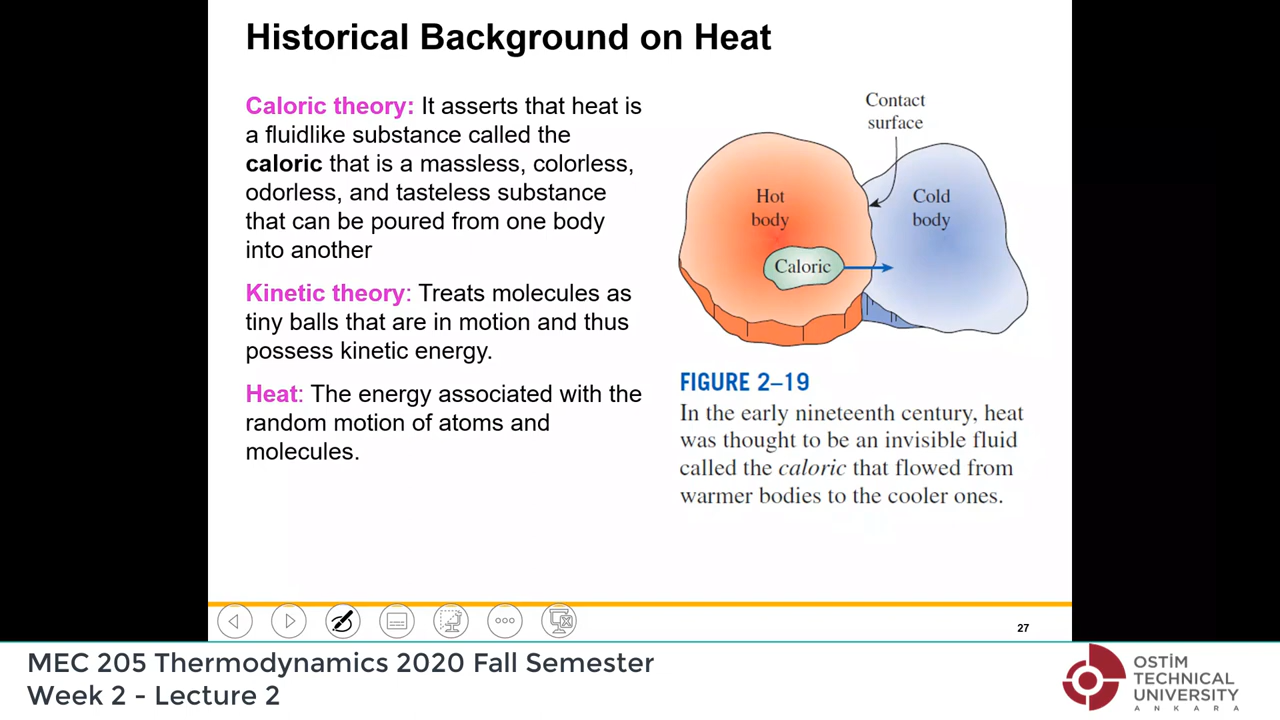 Historical Background on Heat
Caloric theory: It asserts that heat is
a fluidlike substance called the
caloric that is a massless, colorless,
odorless, and tasteless substance
that can be poured from one body
into another
Kinetic theory: Treats molecules as
tiny balls that are in motion and thus
possess kinetic energy.
Heat: The energy associated with the
random motion of atoms and
molecules.
Contact
surface
Hot
body
Cold
body
Caloric
FIGURE 2–19
In the early nineteenth century, heat
was thought to be an invisible fluid
called the caloric that flowed from
warmer bodies to the cooler ones.
27
MEC 205 Thermodynamics 2020 Fall Semester
Week 2 - Lecture 2
OSTİM
TECHNICAL
UNIVERSITY
ANKARA